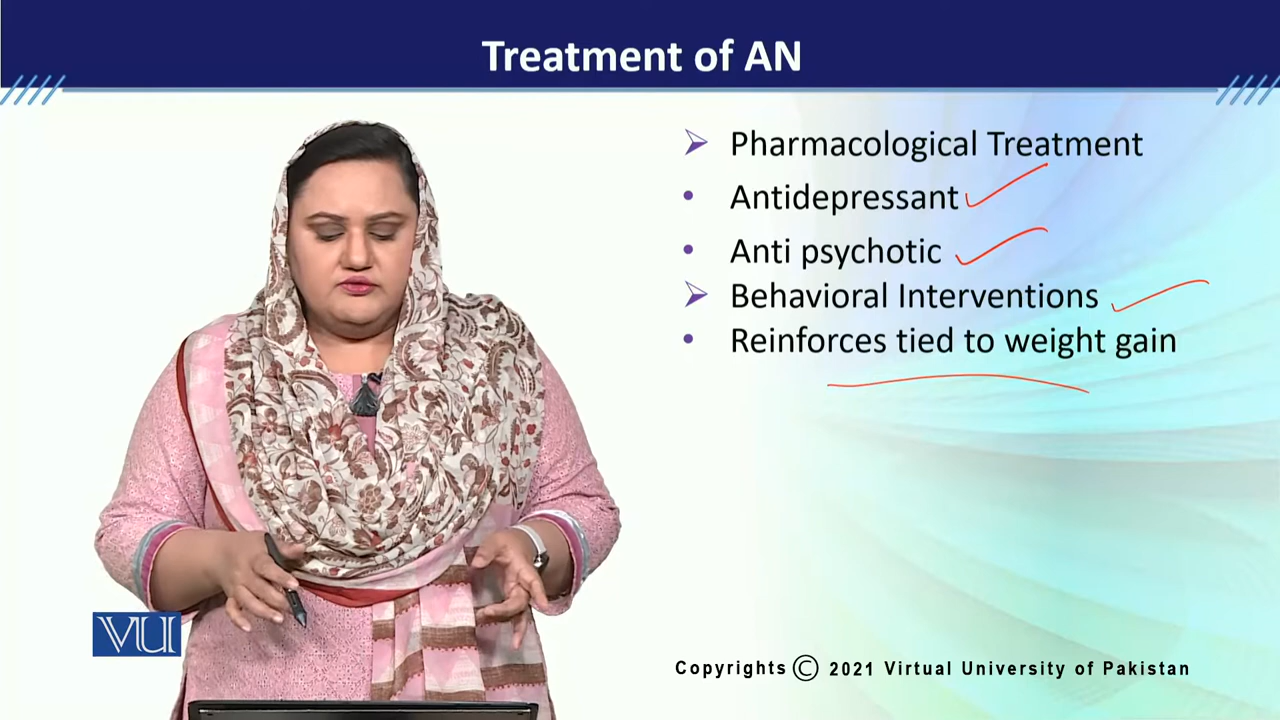 Treatment of AN
Pharmacological Treatment
Antidepressant
Anti psychotic
Behavioral Interventions
Reinforces tied to weight gain
VU
Copyrights © 2021 Virtual University of Pakistan